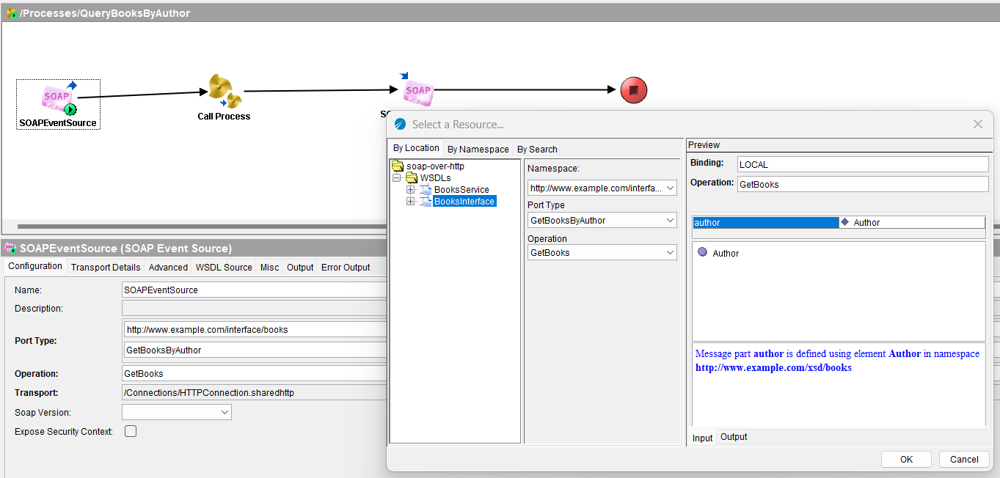 /Processes/QueryBooksByAuthor
SOAP
SOAPEventSource
Call Process
SOAP
Select a Resource...
By Location By Namespace By Search
soap-over-http
WSDLs
BooksService
BooksInterface
Namespace:
http://www.example.com/interfa...
Port Type
GetBooksByAuthor
Operation
GetBooks
Preview
Binding: LOCAL
Operation: GetBooks
author Author
Author
Message part author is defined using element Author in namespace
http://www.example.com/xsd/books
Input Output
OK Cancel
SOAPEventSource (SOAP Event Source)
Configuration Transport Details Advanced WSDL Source Misc Output Error Output
Name: SOAPEventSource
Description:
Port Type: http://www.example.com/interface/books
GetBooksByAuthor
Operation: GetBooks
Transport: /Connections/HTTPConnection.sharedhttp
Soap Version:
Expose Security Context: